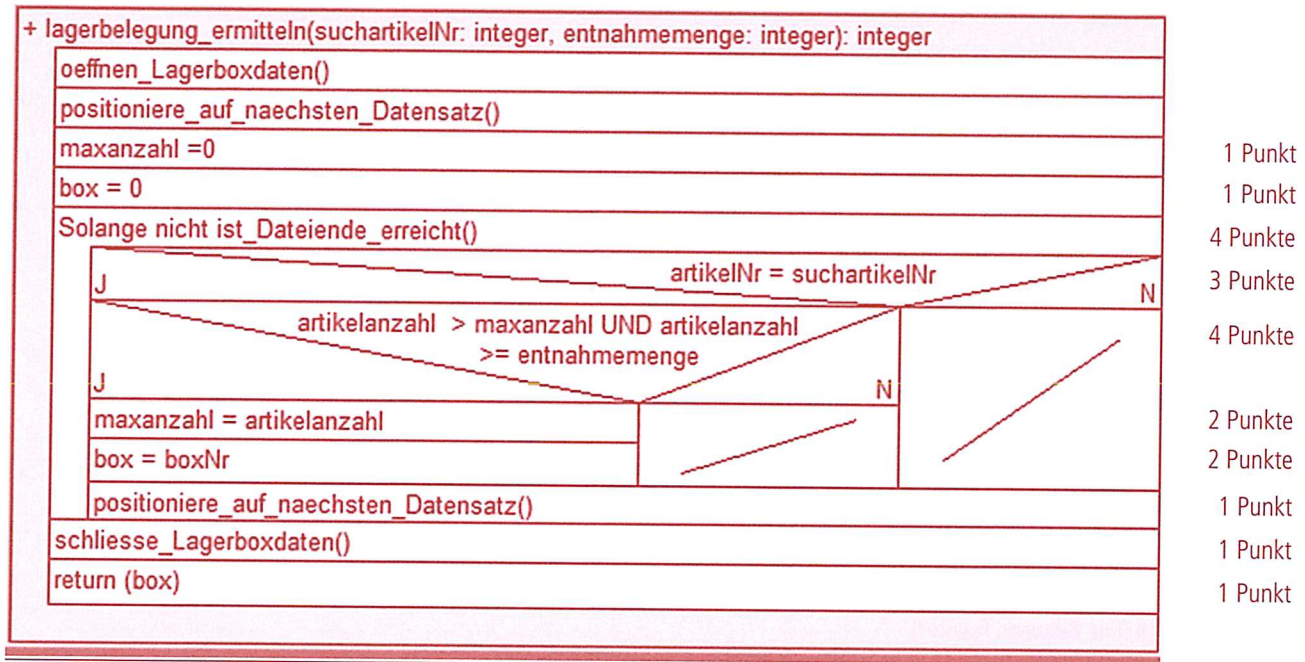 + lagerbelegung_ermitteln(suchartikelNr: integer, entnahmemenge: integer): integer
oeffnen_Lagerboxdaten()
positioniere_auf_naechsten_Datensatz()
maxanzahl =0
1 Punkt
box = 0
1 Punkt
Solange nicht ist_Dateiende_erreicht()
4 Punkte
artikelNr = suchartikelNr
3 Punkte
J
N
artikelanzahl > maxanzahl UND artikelanzahl
4 Punkte
>= entnahmemenge
J
N
maxanzahl = artikelanzahl
2 Punkte
box = boxNr
2 Punkte
positioniere_auf_naechsten_Datensatz()
1 Punkt
schliesse_Lagerboxdaten()
1 Punkt
return (box)
1 Punkt